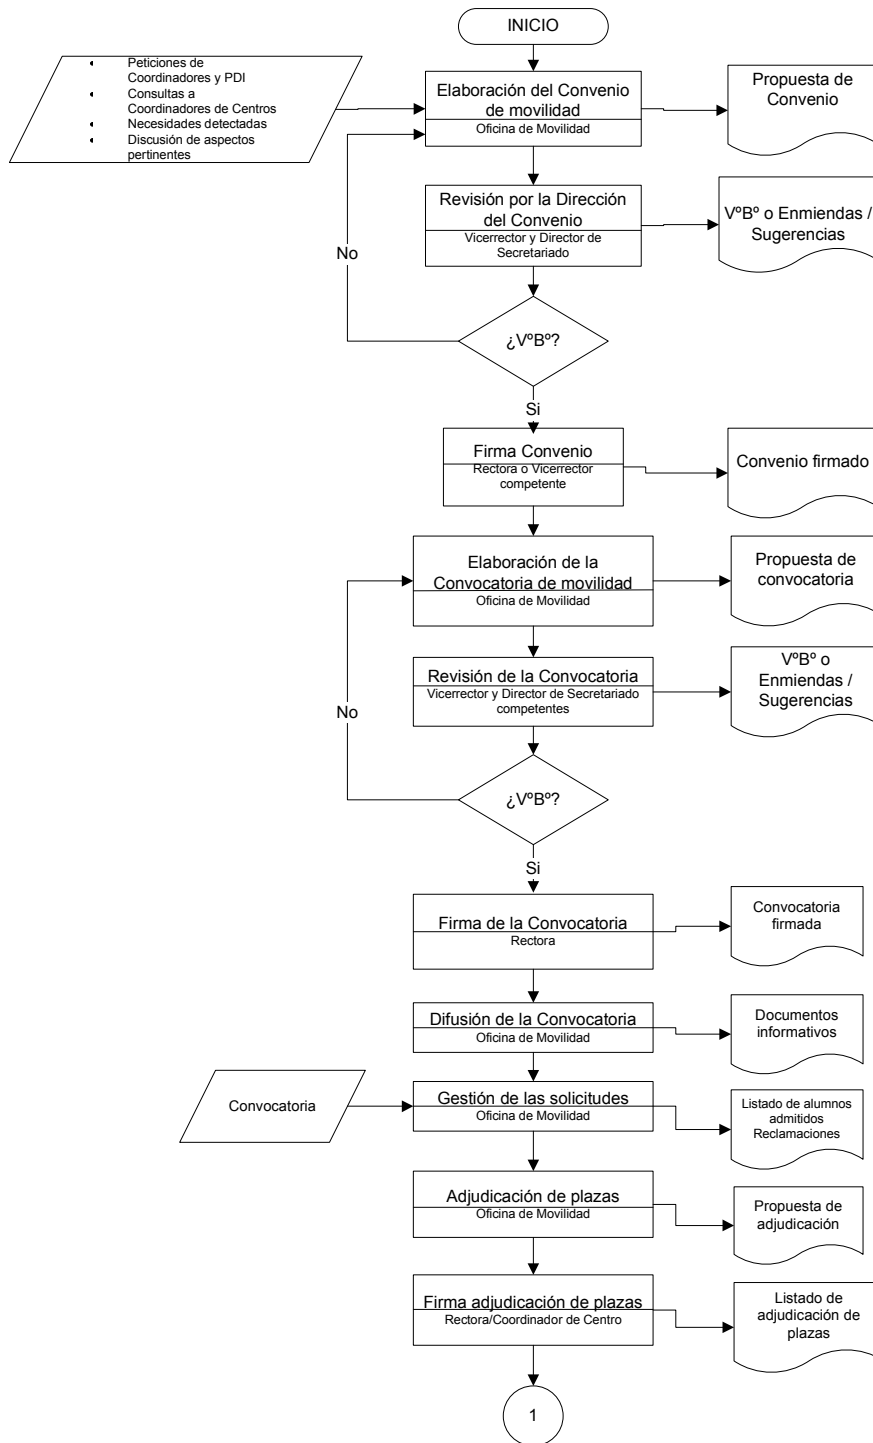 INICIO
• Peticiones de
Coordinadores y PDI
• Consultas a
Coordinadores de Centros
• Necesidades detectadas
• Discusión de aspectos
pertinentes
Elaboración del Convenio
de movilidad
Oficina de Movilidad
Propuesta de
Convenio
Revisión por la Dirección
del Convenio
Vicerrector y Director de
Secretariado
VºBº o Enmiendas /
Sugerencias
No
¿VºBº?
Si
Firma Convenio
Rectora o Vicerrector
competente
Convenio firmado
Elaboración de la
Convocatoria de movilidad
Oficina de Movilidad
Propuesta de
convocatoria
Revisión de la Convocatoria
Vicerrector y Director de Secretariado
competentes
VºBº o
Enmiendas /
Sugerencias
No
¿VºBº?
Si
Firma de la Convocatoria
Rectora
Convocatoria
firmada
Difusión de la Convocatoria
Oficina de Movilidad
Documentos
informativos
Convocatoria
Gestión de las solicitudes
Oficina de Movilidad
Listado de alumnos
admitidos
Reclamaciones
Adjudicación de plazas
Oficina de Movilidad
Propuesta de
adjudicación
Firma adjudicación de plazas
Rectora/Coordinador de Centro
Listado de
adjudicación de
plazas
1